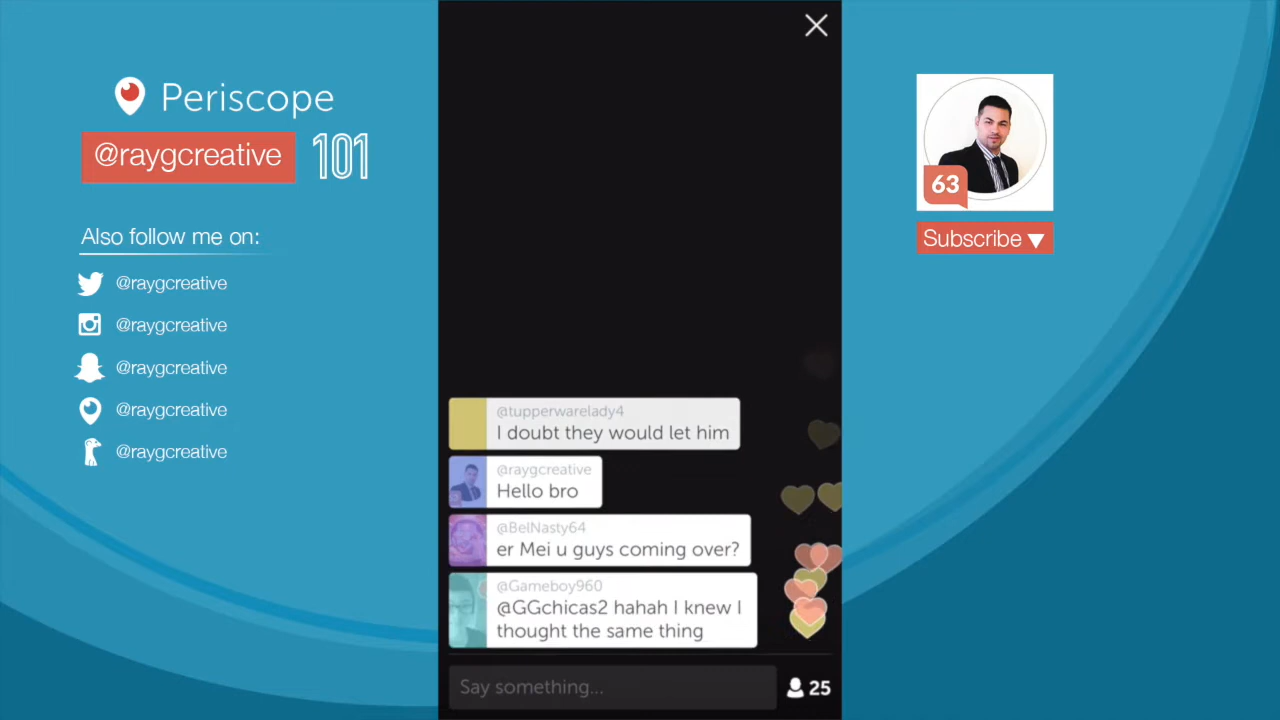 Periscope
@raygcreative 101
Also follow me on:
@raygcreative
@raygcreative
@raygcreative
@raygcreative
@raygcreative
@tupperwarelady4
I doubt they would let him
@raygcreative
Hello bro
@BelNasty64
er Mei u guys coming over?
@Gameboy960
@GGchicas2 hahah I knew I
thought the same thing
Say something...
25
63
Subscribe